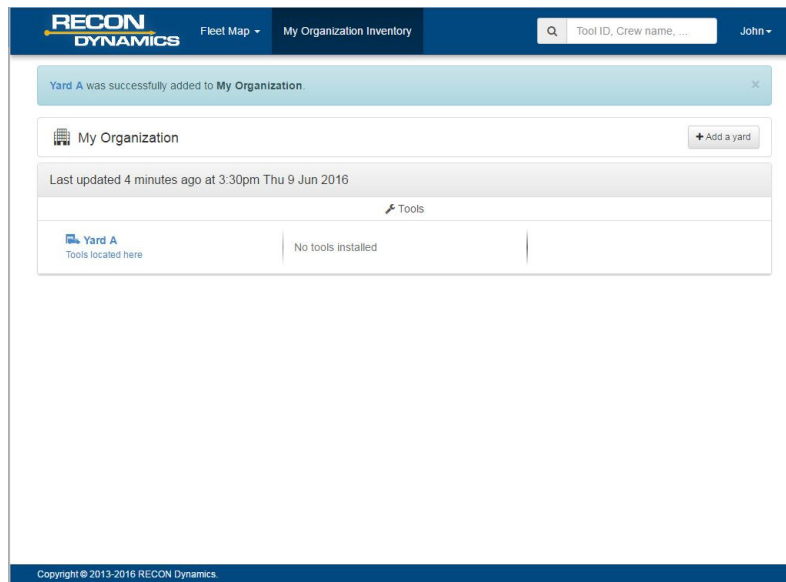 RECON
DYNAMICS
Fleet Map
My Organization Inventory
Tool ID, Crew name, ...
John
Yard A was successfully added to My Organization.
×
My Organization
+ Add a yard
Last updated 4 minutes ago at 3:30pm Thu 9 Jun 2016
Tools
Yard A
Tools located here
No tools installed
Copyright © 2013-2016 RECON Dynamics.